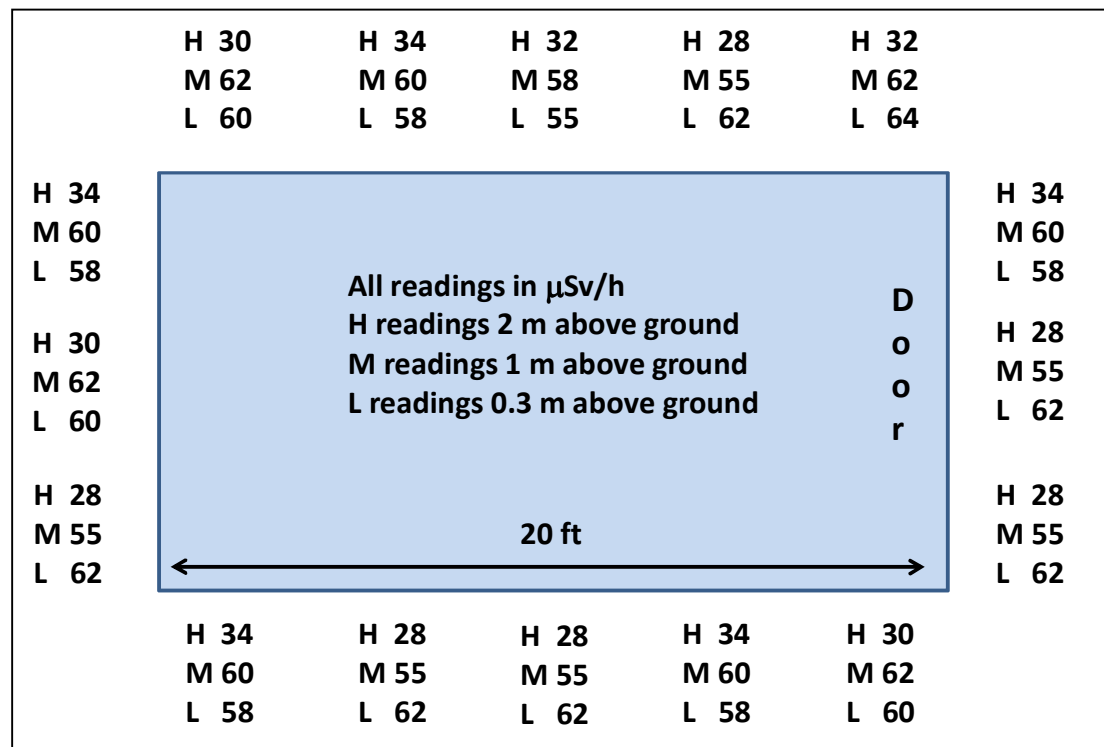 H 30
M 62
L 60
H 34
M 60
L 58
H 32
M 58
L 55
H 28
M 55
L 62
H 32
M 62
L 64
H 34
M 60
L 58
H 30
M 62
L 60
H 28
M 55
L 62
All readings in μSv/h
H readings 2 m above ground
M readings 1 m above ground
L readings 0.3 m above ground
20 ft
D
o
o
r
H 34
M 60
L 58
H 28
M 55
L 62
H 28
M 55
L 62
H 34
M 60
L 58
H 28
M 55
L 62
H 28
M 55
L 62
H 34
M 60
L 58
H 30
M 62
L 60